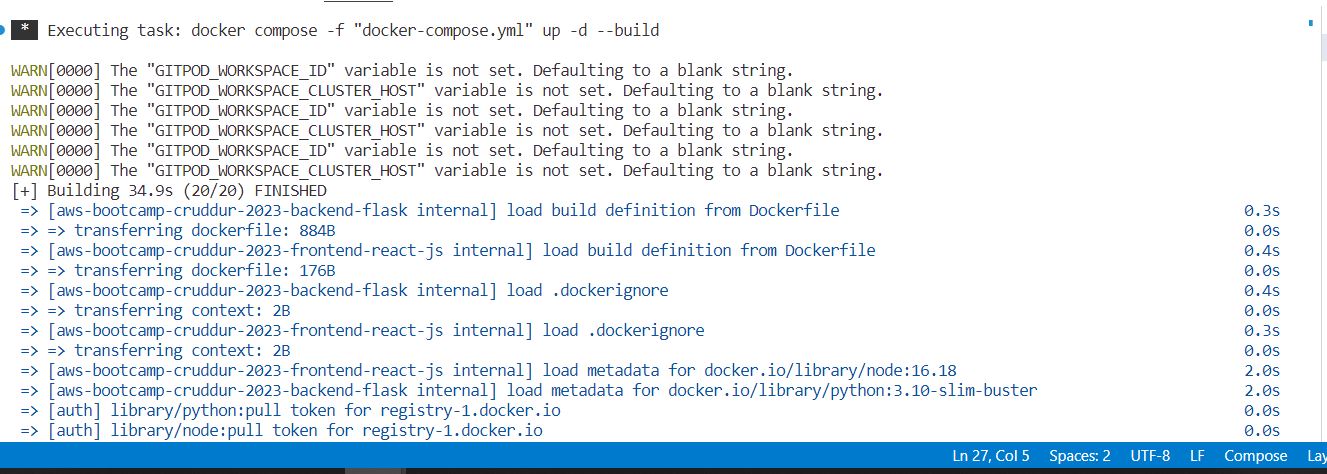 * Executing task: docker compose -f "docker-compose.yml" up -d --build
WARN[0000] The "GITPOD_WORKSPACE_ID" variable is not set. Defaulting to a blank string.
WARN[0000] The "GITPOD_WORKSPACE_CLUSTER_HOST" variable is not set. Defaulting to a blank string.
WARN[0000] The "GITPOD_WORKSPACE_ID" variable is not set. Defaulting to a blank string.
WARN[0000] The "GITPOD_WORKSPACE_CLUSTER_HOST" variable is not set. Defaulting to a blank string.
WARN[0000] The "GITPOD_WORKSPACE_ID" variable is not set. Defaulting to a blank string.
WARN[0000] The "GITPOD_WORKSPACE_CLUSTER_HOST" variable is not set. Defaulting to a blank string.
[+] Building 34.9s (20/20) FINISHED
=> [aws-bootcamp-cruddur-2023-backend-flask internal] load build definition from Dockerfile 0.3s
=> => transferring dockerfile: 884B 0.0s
=> [aws-bootcamp-cruddur-2023-frontend-react-js internal] load build definition from Dockerfile 0.4s
=> => transferring dockerfile: 176B 0.0s
=> [aws-bootcamp-cruddur-2023-backend-flask internal] load .dockerignore 0.4s
=> => transferring context: 2B 0.0s
=> [aws-bootcamp-cruddur-2023-frontend-react-js internal] load .dockerignore 0.3s
=> => transferring context: 2B 0.0s
=> [aws-bootcamp-cruddur-2023-frontend-react-js internal] load metadata for docker.io/library/node:16.18 2.0s
=> [aws-bootcamp-cruddur-2023-backend-flask internal] load metadata for docker.io/library/python:3.10-slim-buster 2.0s
=> [auth] library/python:pull token for registry-1.docker.io 0.0s
=> [auth] library/node:pull token for registry-1.docker.io 0.0s
Ln 27, Col 5 Spaces: 2 UTF-8 LF Compose Lay